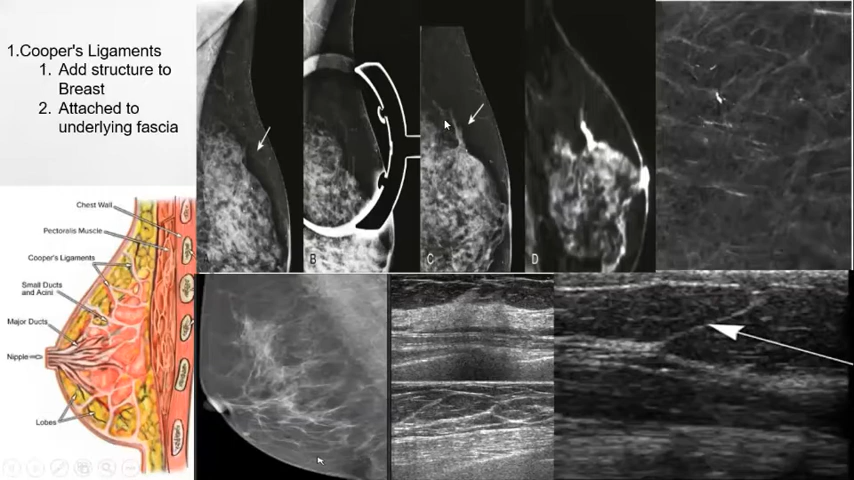 1.Cooper's Ligaments
1. Add structure to
Breast
2. Attached to
underlying fascia
Chest Wall
Pectoralis Muscle
Cooper's Ligaments
Small Ducts
and Acini
Major Ducts
Nipple
Lobes
B
C
D